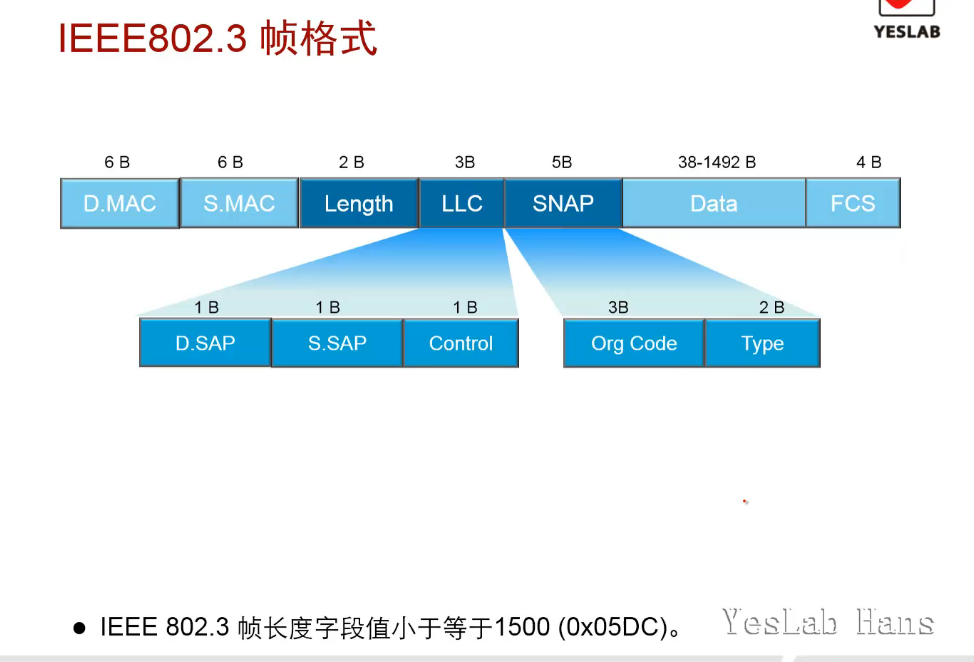 IEEE802.3 帧格式
YESLAB
6 B 6 B 2 B 3B 5B 38-1492 B 4 B
D.MAC S.MAC Length LLC SNAP Data FCS
1 B 1 B 1 B 3B 2 B
D.SAP S.SAP Control Org Code Type
● IEEE 802.3 帧长度字段值小于等于1500 (0x05DC)。
YesLab Hans